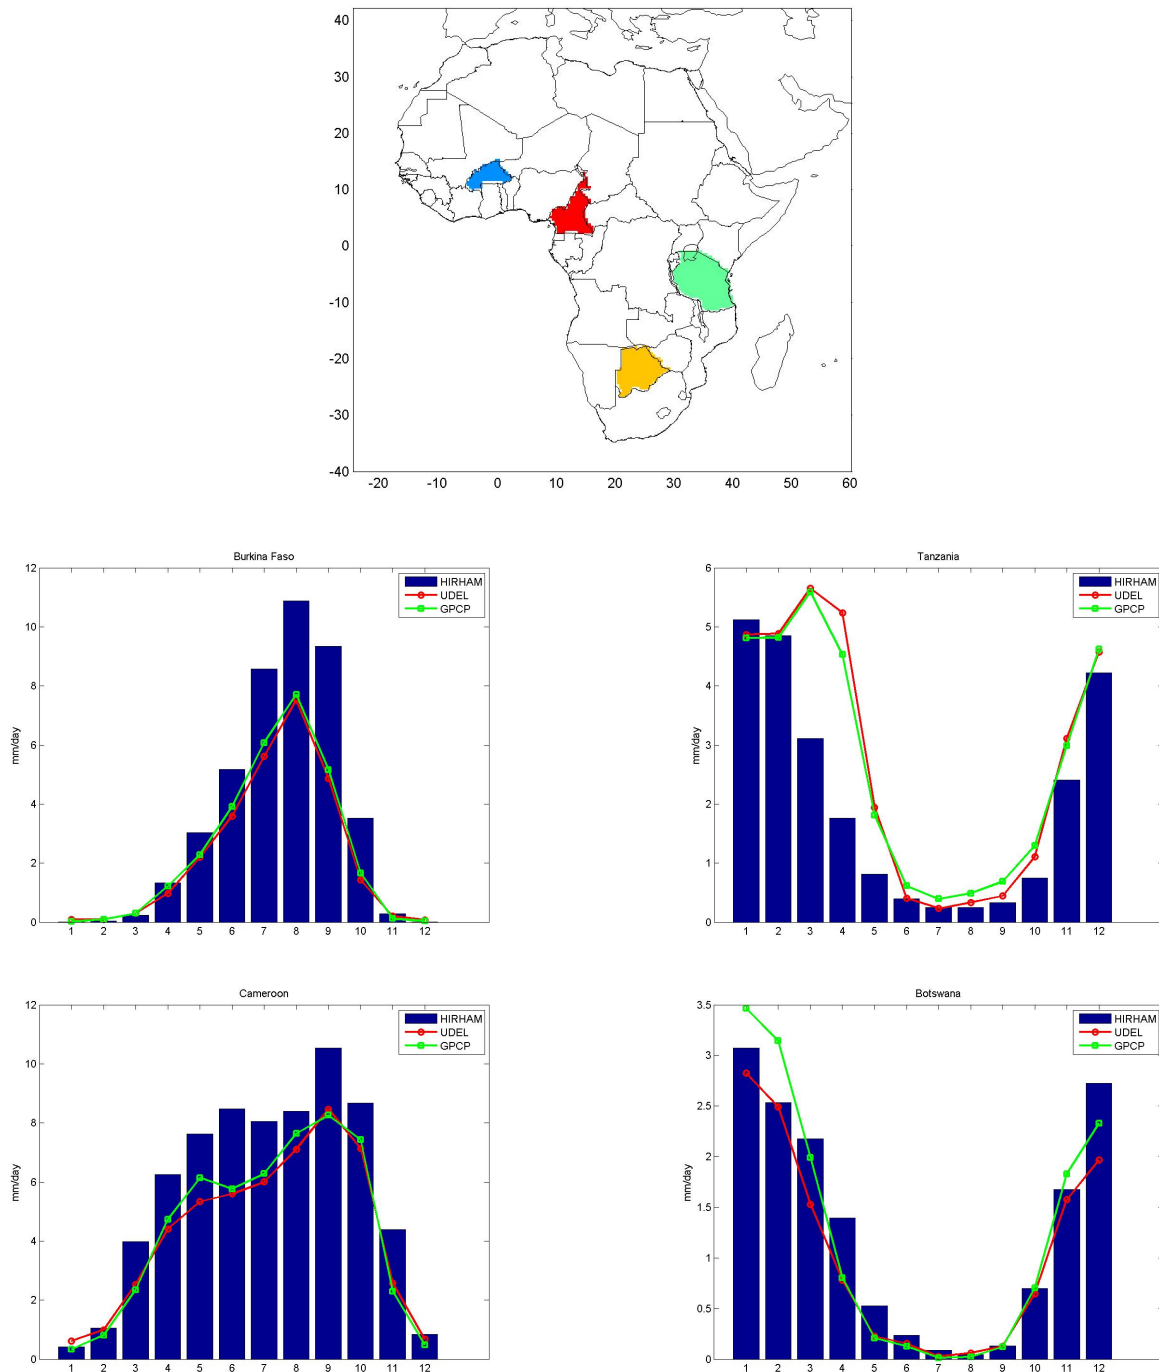 40
30
20
10
0
-10
-20
-30
-40
-20 -10 0 10 20 30 40 50 60
Burkina Faso
12
10
8
6
4
2
0
mm/day
HIRHAM
UDEL
GPCP
1 2 3 4 5 6 7 8 9 10 11 12
Tanzania
6
5
4
3
2
1
0
mm/day
HIRHAM
UDEL
GPCP
1 2 3 4 5 6 7 8 9 10 11 12
Cameroon
12
10
8
6
4
2
0
mm/day
HIRHAM
UDEL
GPCP
1 2 3 4 5 6 7 8 9 10 11 12
Botswana
3.5
3
2.5
2
1.5
1
0.5
0
mm/day
HIRHAM
UDEL
GPCP
1 2 3 4 5 6 7 8 9 10 11 12